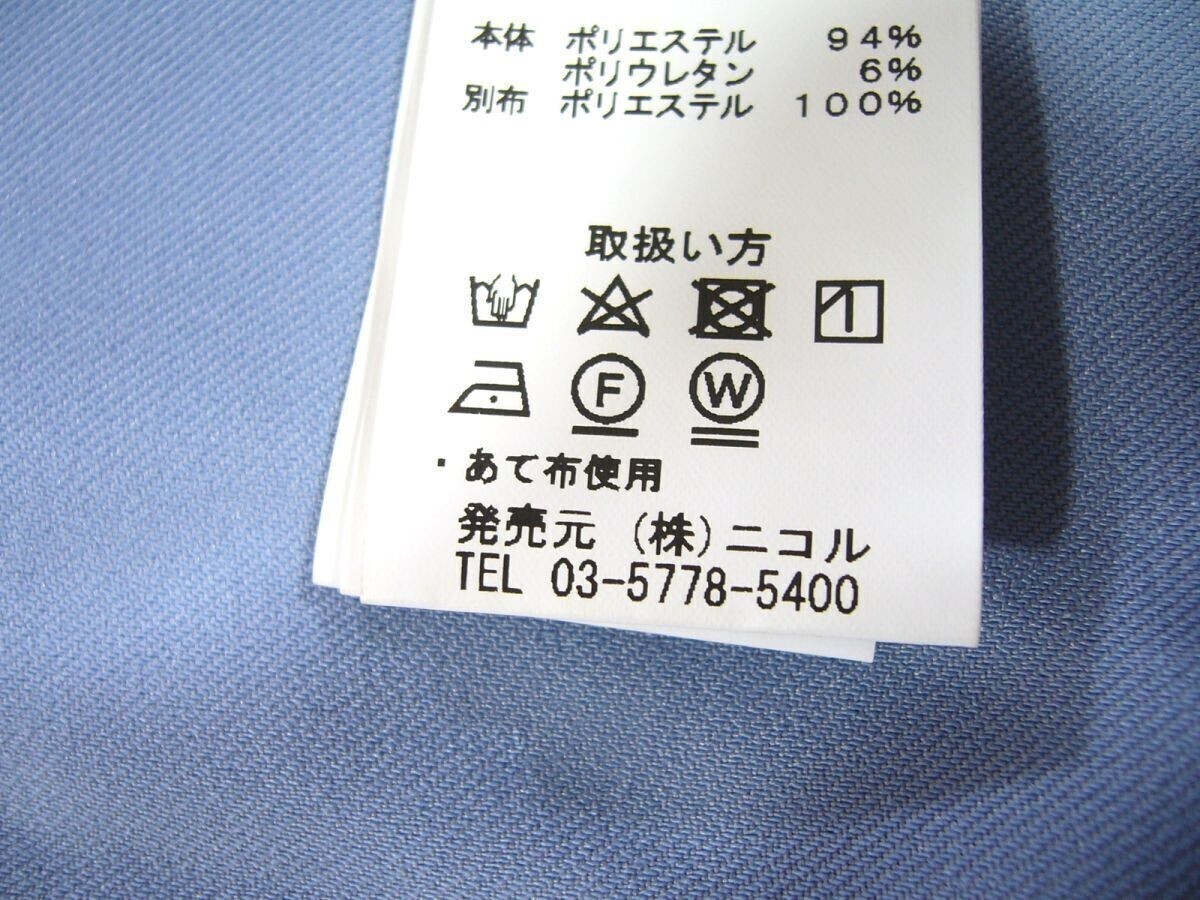 本体 ポリエステル 94%
ポリウレタン 6%
別布 ポリエステル 100%
取扱い方
F W
・あて布使用
発売元 (株)ニコル
TEL 03-5778-5400